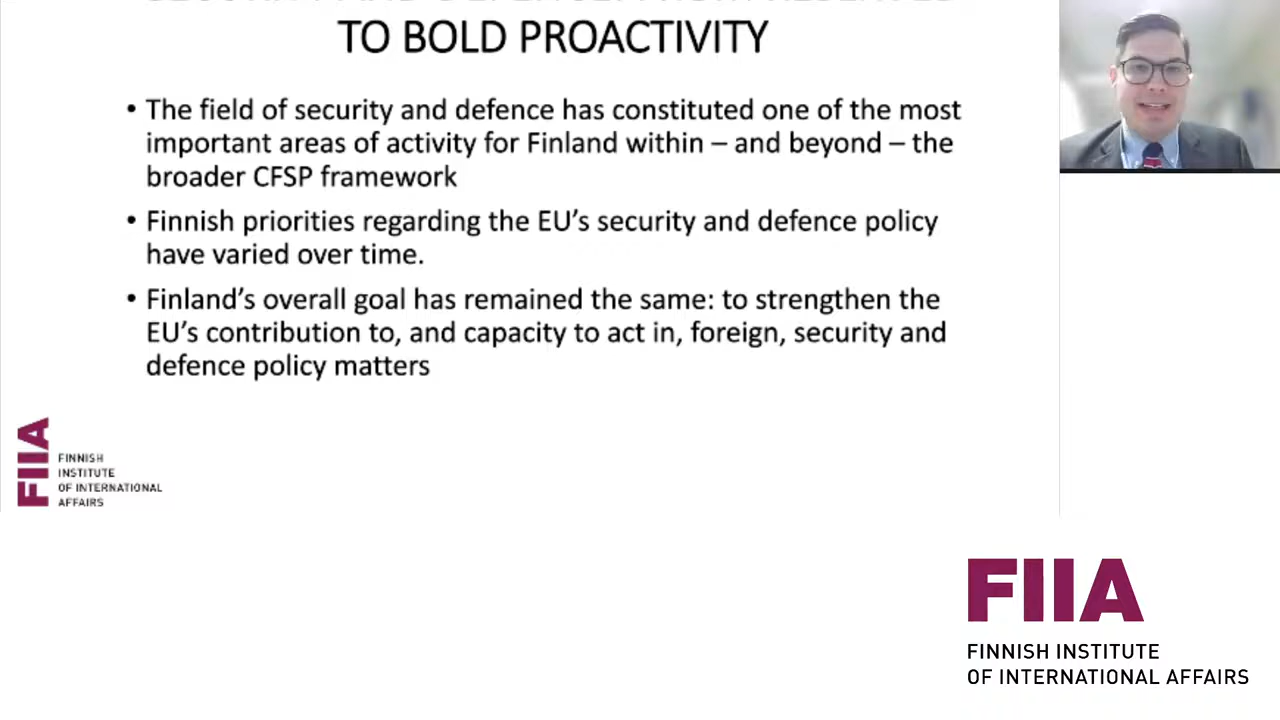 TO BOLD PROACTIVITY
• The field of security and defence has constituted one of the most
important areas of activity for Finland within – and beyond – the
broader CFSP framework
• Finnish priorities regarding the EU’s security and defence policy
have varied over time.
• Finland’s overall goal has remained the same: to strengthen the
EU’s contribution to, and capacity to act in, foreign, security and
defence policy matters
FIIA
FINNISH
INSTITUTE
OF INTERNATIONAL
AFFAIRS
FIIA
FINNISH INSTITUTE
OF INTERNATIONAL AFFAIRS